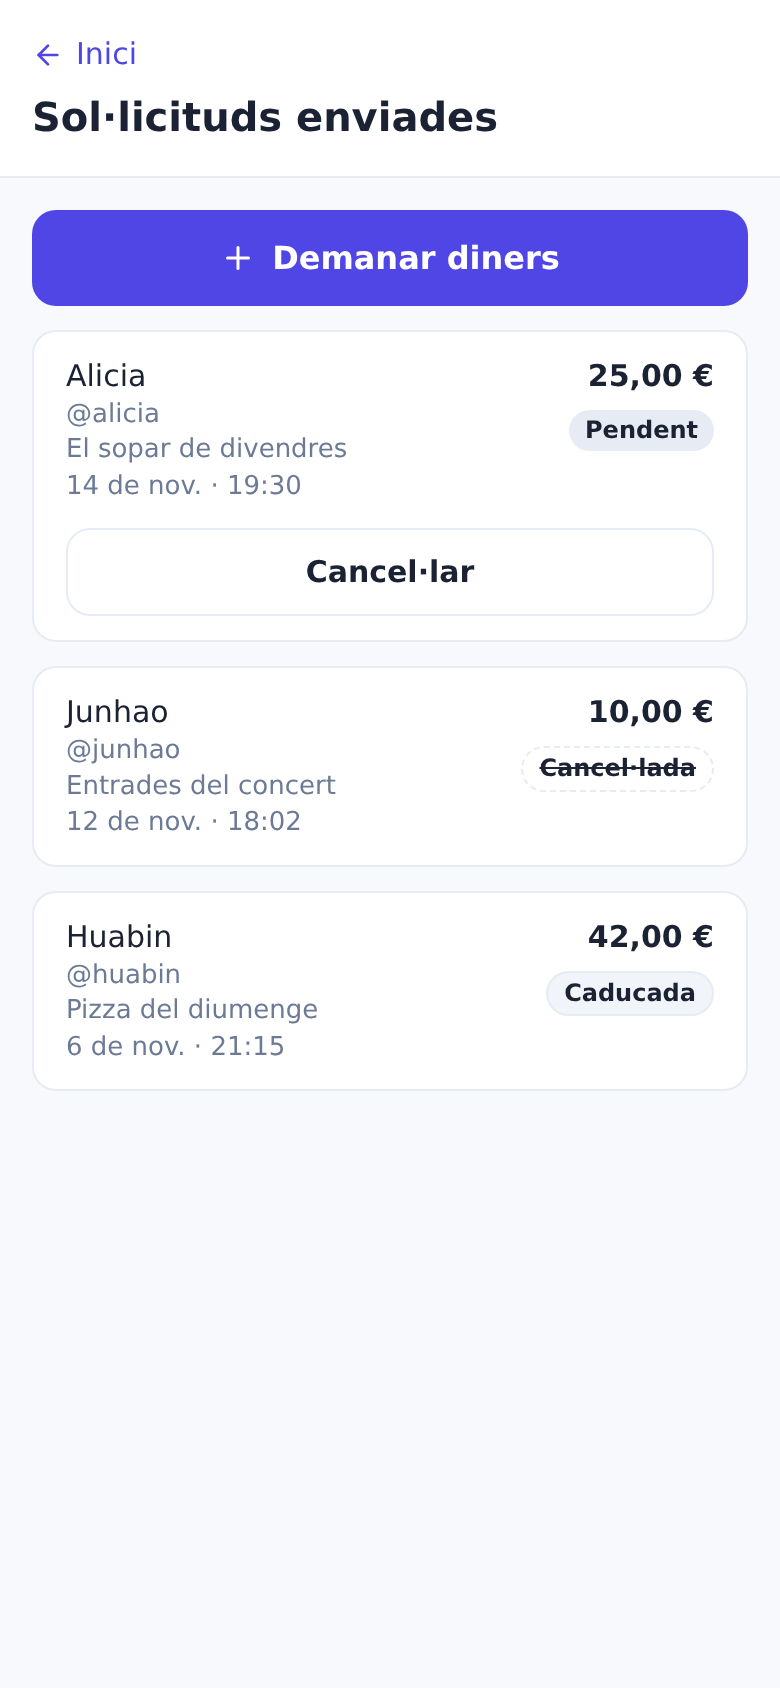 Inici
Sol·licituds enviades
Demanar diners
Alicia
25,00 €
@alicia
Pendent
El sopar de divendres
14 de nov. · 19:30
Cancel·lar
Junhao
10,00 €
@junhao
Cancel·lada
Entrades del concert
12 de nov. · 18:02
Huabin
42,00 €
@huabin
Caducada
Pizza del diumenge
6 de nov. · 21:15